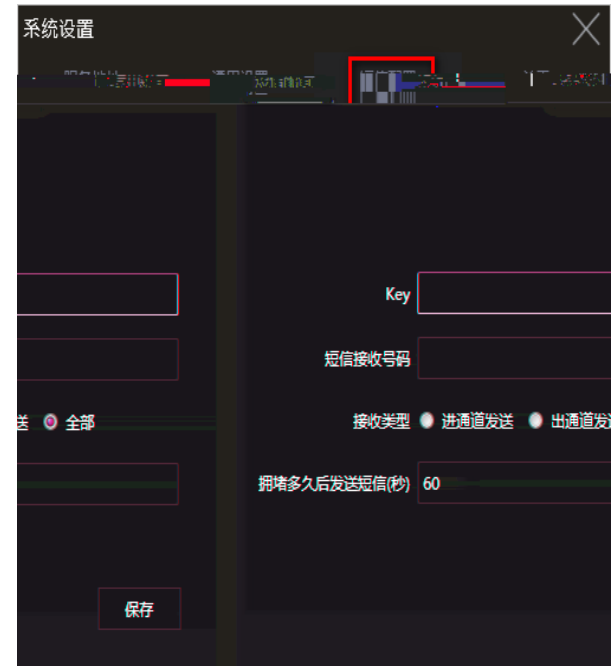 系统设置
Key
短信接收号码
送 全部
接收类型 进通道发送 出通道发送
拥堵多久后发送短信(秒) 60
保存